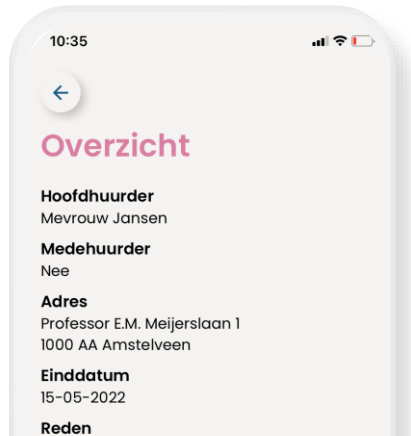 10:35
Overzicht
Hoofdhuurder
Mevrouw Jansen
Medehuurder
Nee
Adres
Professor E.M. Meijerslaan 1
1000 AA Amstelveen
Einddatum
15-05-2022
Reden